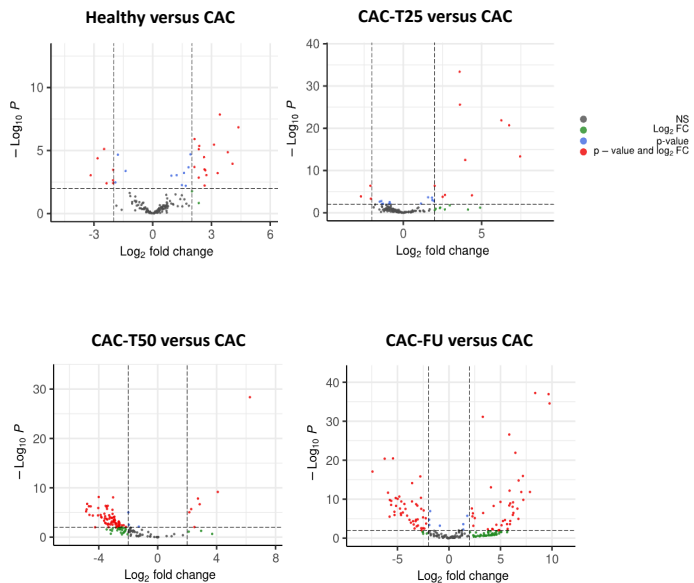 Healthy versus CAC
CAC-T25 versus CAC
− Log10 P
10
5
0
-3
0
3
6
Log2 fold change
− Log10 P
40
30
20
10
0
0
5
Log2 fold change
NS
Log2 FC
p-value
p − value and log2 FC
CAC-T50 versus CAC
CAC-FU versus CAC
− Log10 P
30
20
10
0
-4
0
4
8
Log2 fold change
− Log10 P
40
30
20
10
0
-5
0
5
10
Log2 fold change